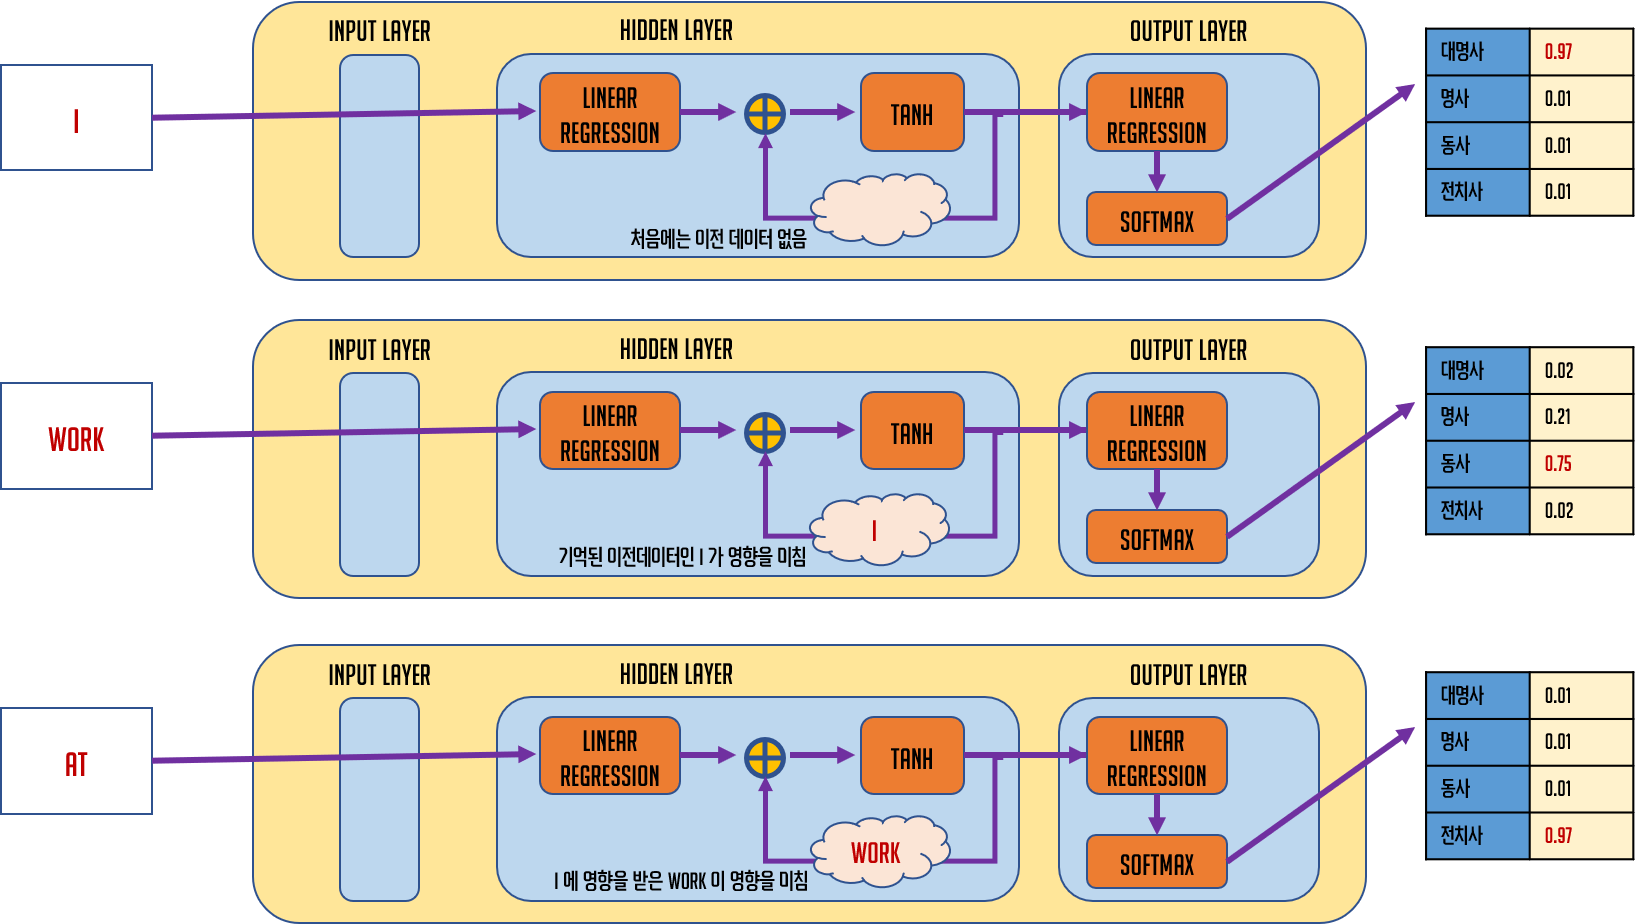 INPUT LAYER
HIDDEN LAYER
OUTPUT LAYER
I
LINEAR
REGRESSION
TANH
LINEAR
REGRESSION
SOFTMAX
처음에는 이전 데이터 없음
대명사 0.97
명사 0.01
동사 0.01
전치사 0.01
INPUT LAYER
HIDDEN LAYER
OUTPUT LAYER
WORK
LINEAR
REGRESSION
TANH
LINEAR
REGRESSION
I
SOFTMAX
기억된 이전데이터인 I 가 영향을 미침
대명사 0.02
명사 0.21
동사 0.75
전치사 0.02
INPUT LAYER
HIDDEN LAYER
OUTPUT LAYER
AT
LINEAR
REGRESSION
TANH
LINEAR
REGRESSION
WORK
SOFTMAX
I 에 영향을 받은 WORK 이 영향을 미침
대명사 0.01
명사 0.01
동사 0.01
전치사 0.97